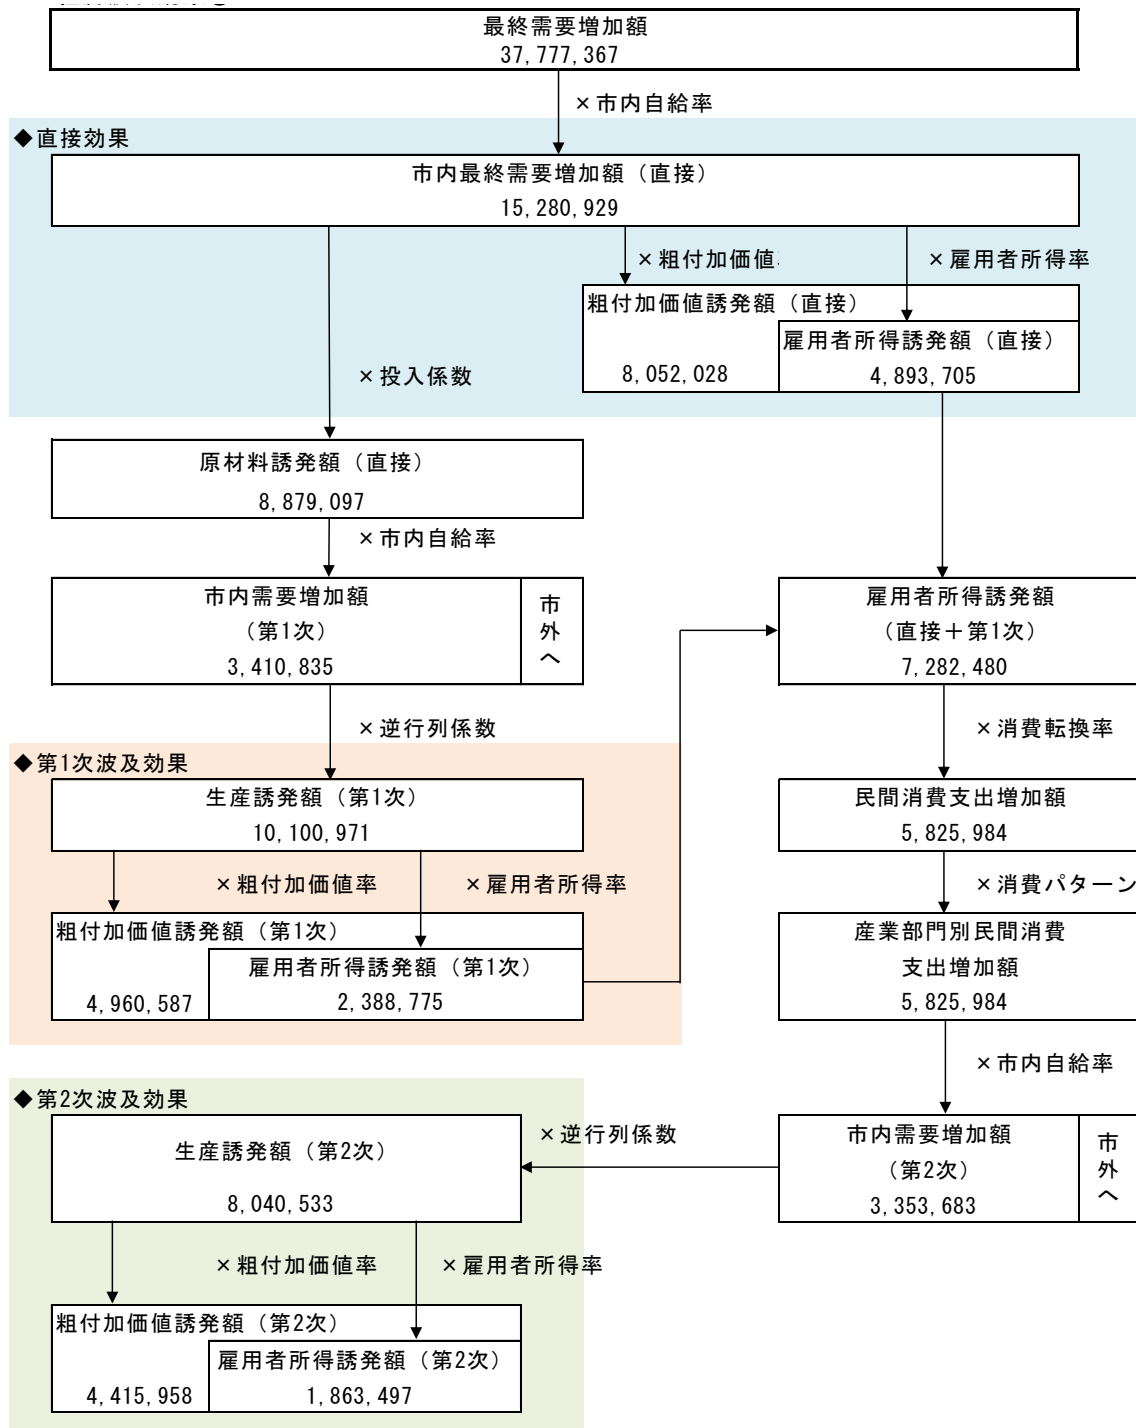 最終需要増加額
37,777,367
×市内自給率
◆直接効果
市内最終需要増加額（直接）
15,280,929
×粗付加価値
×雇用者所得率
粗付加価値誘発額（直接）
雇用者所得誘発額（直接）
8,052,028
4,893,705
×投入係数
原材料誘発額（直接）
8,879,097
×市内自給率
市内需要増加額
（第1次）
3,410,835
市外へ
雇用者所得誘発額
（直接＋第1次）
7,282,480
×逆行列係数
×消費転換率
◆第1次波及効果
生産誘発額（第1次）
10,100,971
民間消費支出増加額
5,825,984
×粗付加価値率
×雇用者所得率
×消費パターン
粗付加価値誘発額（第1次）
雇用者所得誘発額（第1次）
4,960,587
2,388,775
産業部門別民間消費
支出増加額
5,825,984
×市内自給率
◆第2次波及効果
生産誘発額（第2次）
8,040,533
×逆行列係数
市内需要増加額
（第2次）
3,353,683
市外へ
×粗付加価値率
×雇用者所得率
粗付加価値誘発額（第2次）
雇用者所得誘発額（第2次）
4,415,958
1,863,497